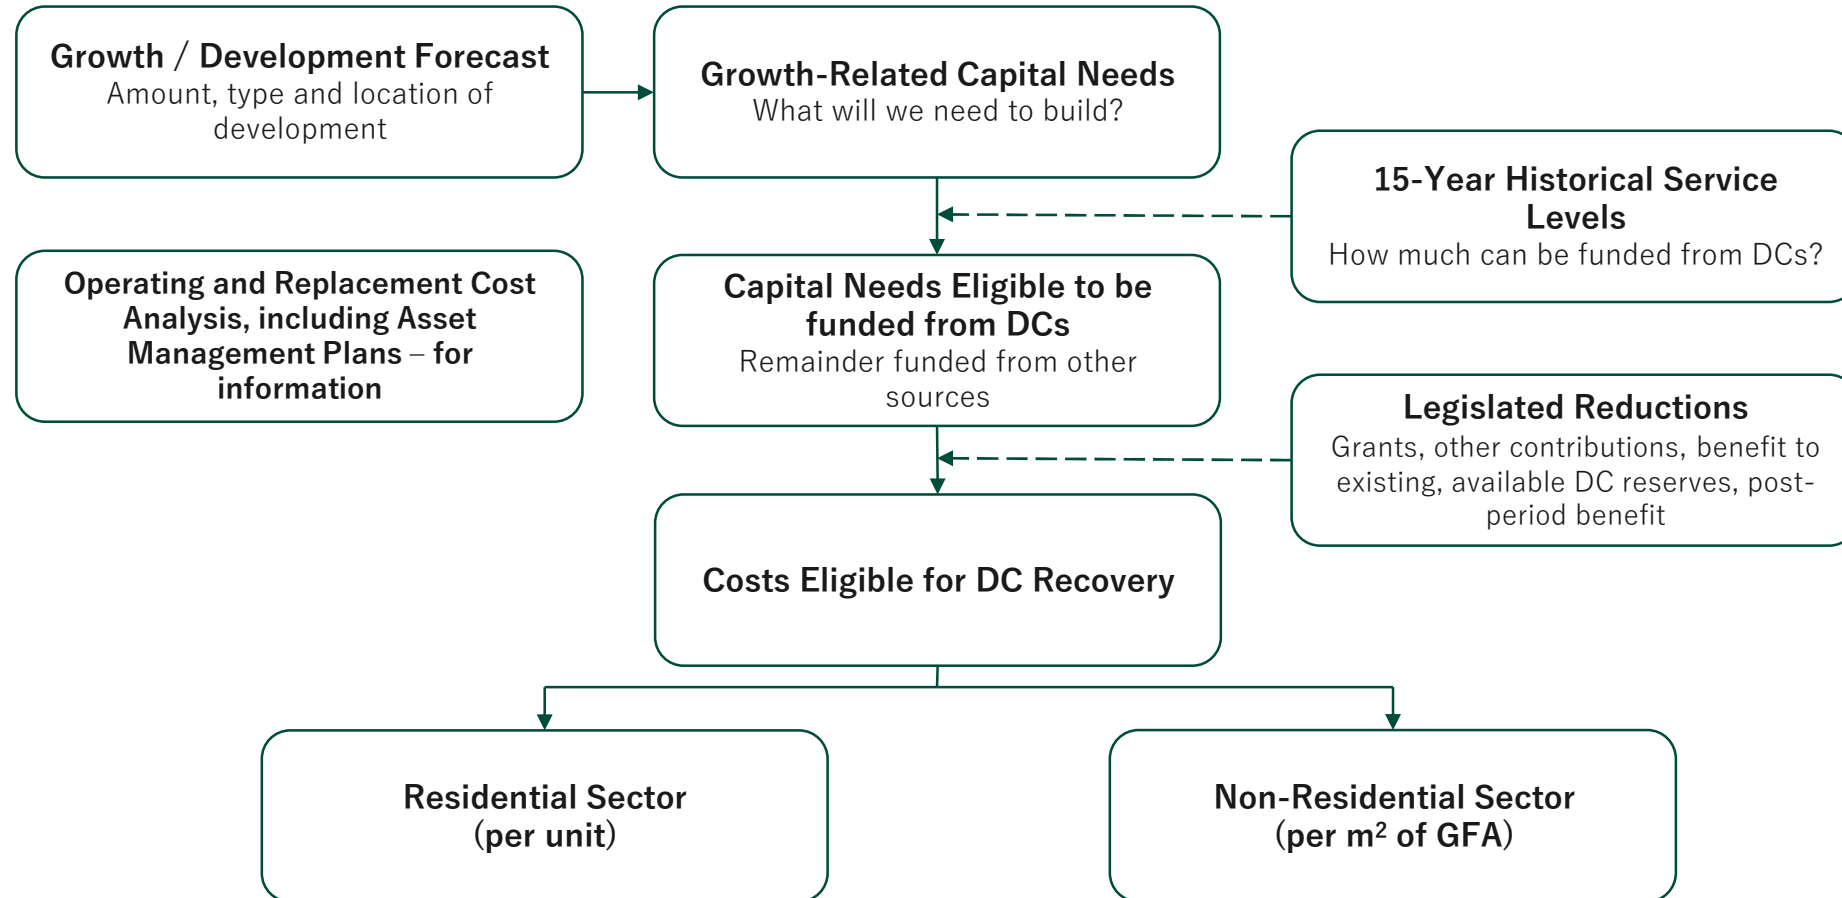 Growth / Development Forecast
Amount, type and location of
development
Growth-Related Capital Needs
What will we need to build?
15-Year Historical Service
Levels
How much can be funded from DCs?
Operating and Replacement Cost
Analysis, including Asset
Management Plans – for
information
Capital Needs Eligible to be
funded from DCs
Remainder funded from other
sources
Legislated Reductions
Grants, other contributions, benefit to
existing, available DC reserves, post-
period benefit
Costs Eligible for DC Recovery
Residential Sector
(per unit)
Non-Residential Sector
(per m² of GFA)